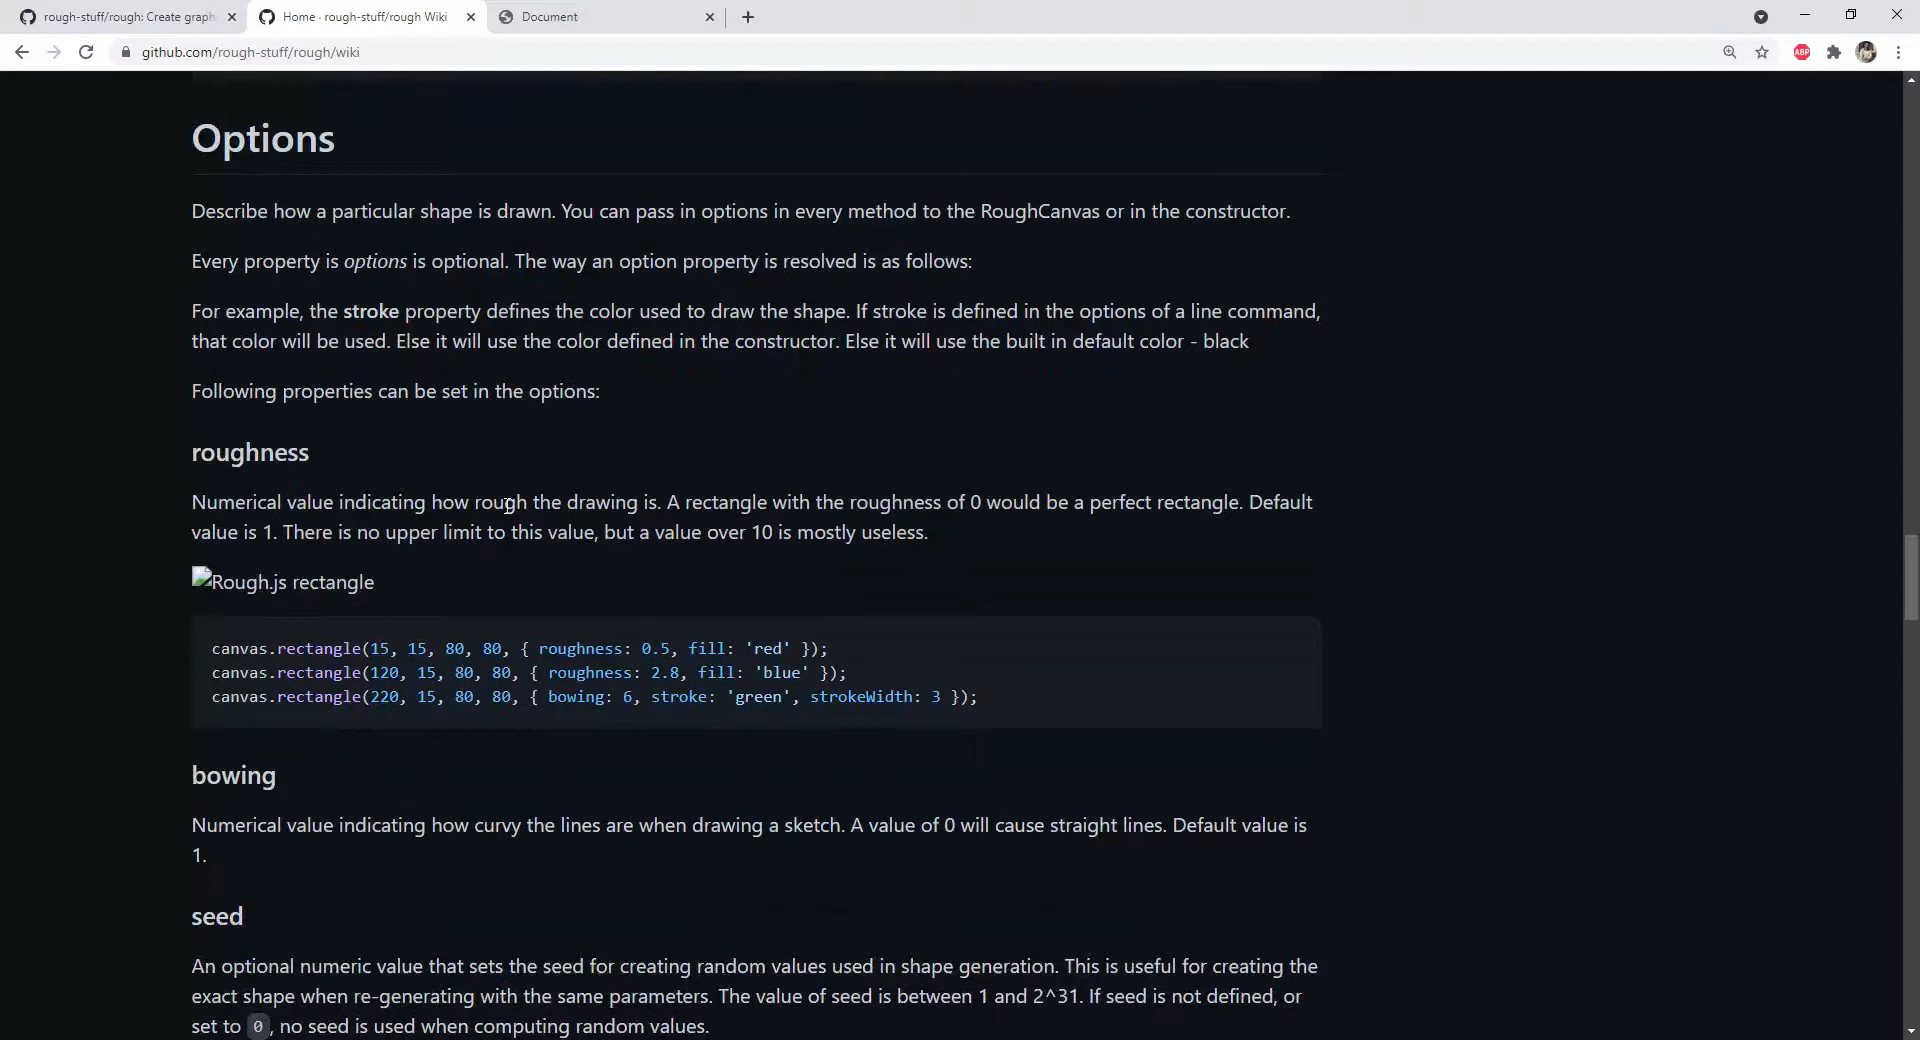 rough-stuff/rough: Create graph
Home · rough-stuff/rough Wiki
Document
github.com/rough-stuff/rough/wiki
ABP
Options
Describe how a particular shape is drawn. You can pass in options in every method to the RoughCanvas or in the constructor.
Every property is options is optional. The way an option property is resolved is as follows:
For example, the stroke property defines the color used to draw the shape. If stroke is defined in the options of a line command,
that color will be used. Else it will use the color defined in the constructor. Else it will use the built in default color - black
Following properties can be set in the options:
roughness
Numerical value indicating how rough the drawing is. A rectangle with the roughness of 0 would be a perfect rectangle. Default
value is 1. There is no upper limit to this value, but a value over 10 is mostly useless.
Rough.js rectangle
canvas.rectangle(15, 15, 80, 80, { roughness: 0.5, fill: 'red' });
canvas.rectangle(120, 15, 80, 80, { roughness: 2.8, fill: 'blue' });
canvas.rectangle(220, 15, 80, 80, { bowing: 6, stroke: 'green', strokeWidth: 3 });
bowing
Numerical value indicating how curvy the lines are when drawing a sketch. A value of 0 will cause straight lines. Default value is
1.
seed
An optional numeric value that sets the seed for creating random values used in shape generation. This is useful for creating the
exact shape when re-generating with the same parameters. The value of seed is between 1 and 2^31. If seed is not defined, or
set to 0, no seed is used when computing random values.